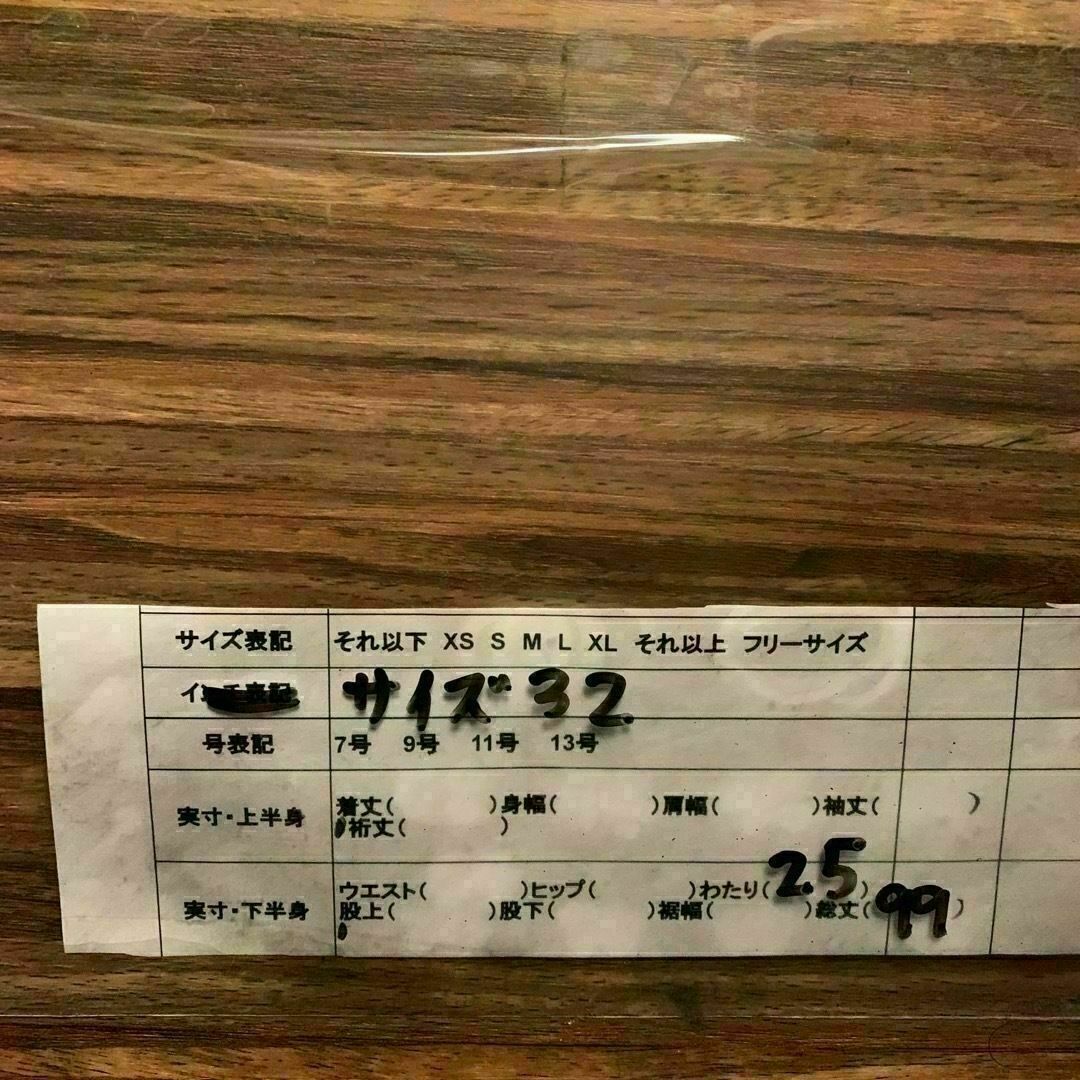 サイズ表記 それ以下 XS S M L XL それ以上 フリーサイズ
サイズ32
号表記 7号 9号 11号 13号
実寸・上半身 着丈( )身幅( )肩幅( )袖丈( )
裄丈( )
実寸・下半身 ウエスト( )ヒップ( )わたり(2.5)
股上( )股下( )裾幅( )総丈(99)